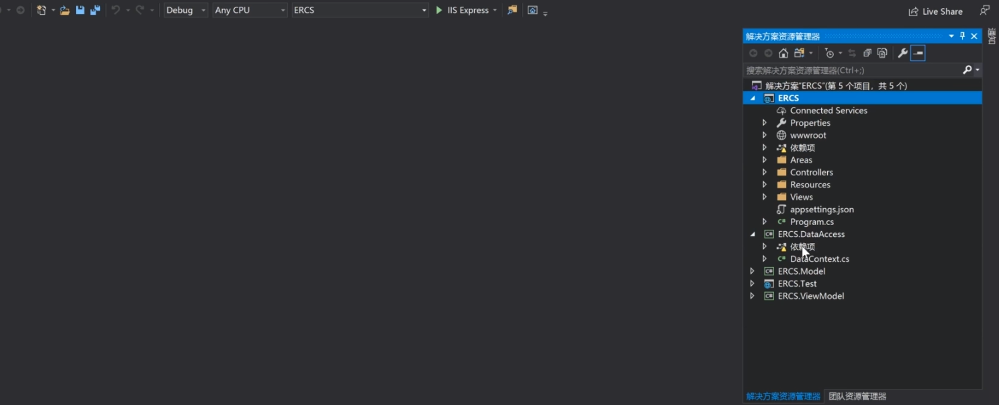 Debug Any CPU ERCS IIS Express Live Share
通知
解决方案资源管理器
搜索解决方案资源管理器(Ctrl+;)
解决方案"ERCS"(第 5 个项目，共 5 个)
ERCS
Connected Services
Properties
wwwroot
依赖项
Areas
Controllers
Resources
Views
appsettings.json
C# Program.cs
C# ERCS.DataAccess
依赖项
C# DataContext.cs
C# ERCS.Model
ERCS.Test
C# ERCS.ViewModel
解决方案资源管理器 团队资源管理器